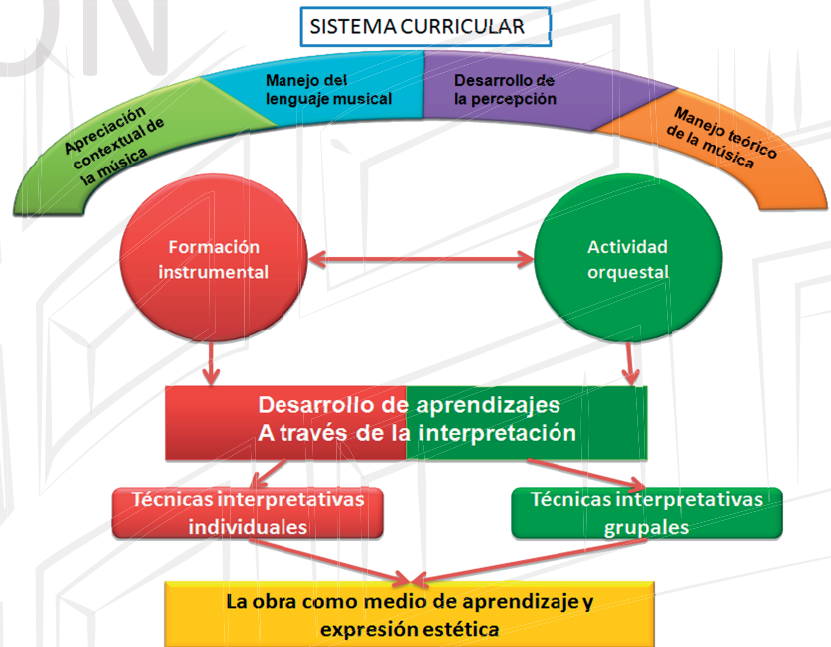 ON
SISTEMA CURRICULAR
Apreciación
contextual de
la música
Manejo del
lenguaje musical
Desarrollo de
la percepción
Manejo teórico
de la música
Formación
instrumental
Actividad
orquestal
Desarrollo de aprendizajes
A través de la interpretación
Técnicas interpretativas
individuales
Técnicas interpretativas
grupales
La obra como medio de aprendizaje y
expresión estética